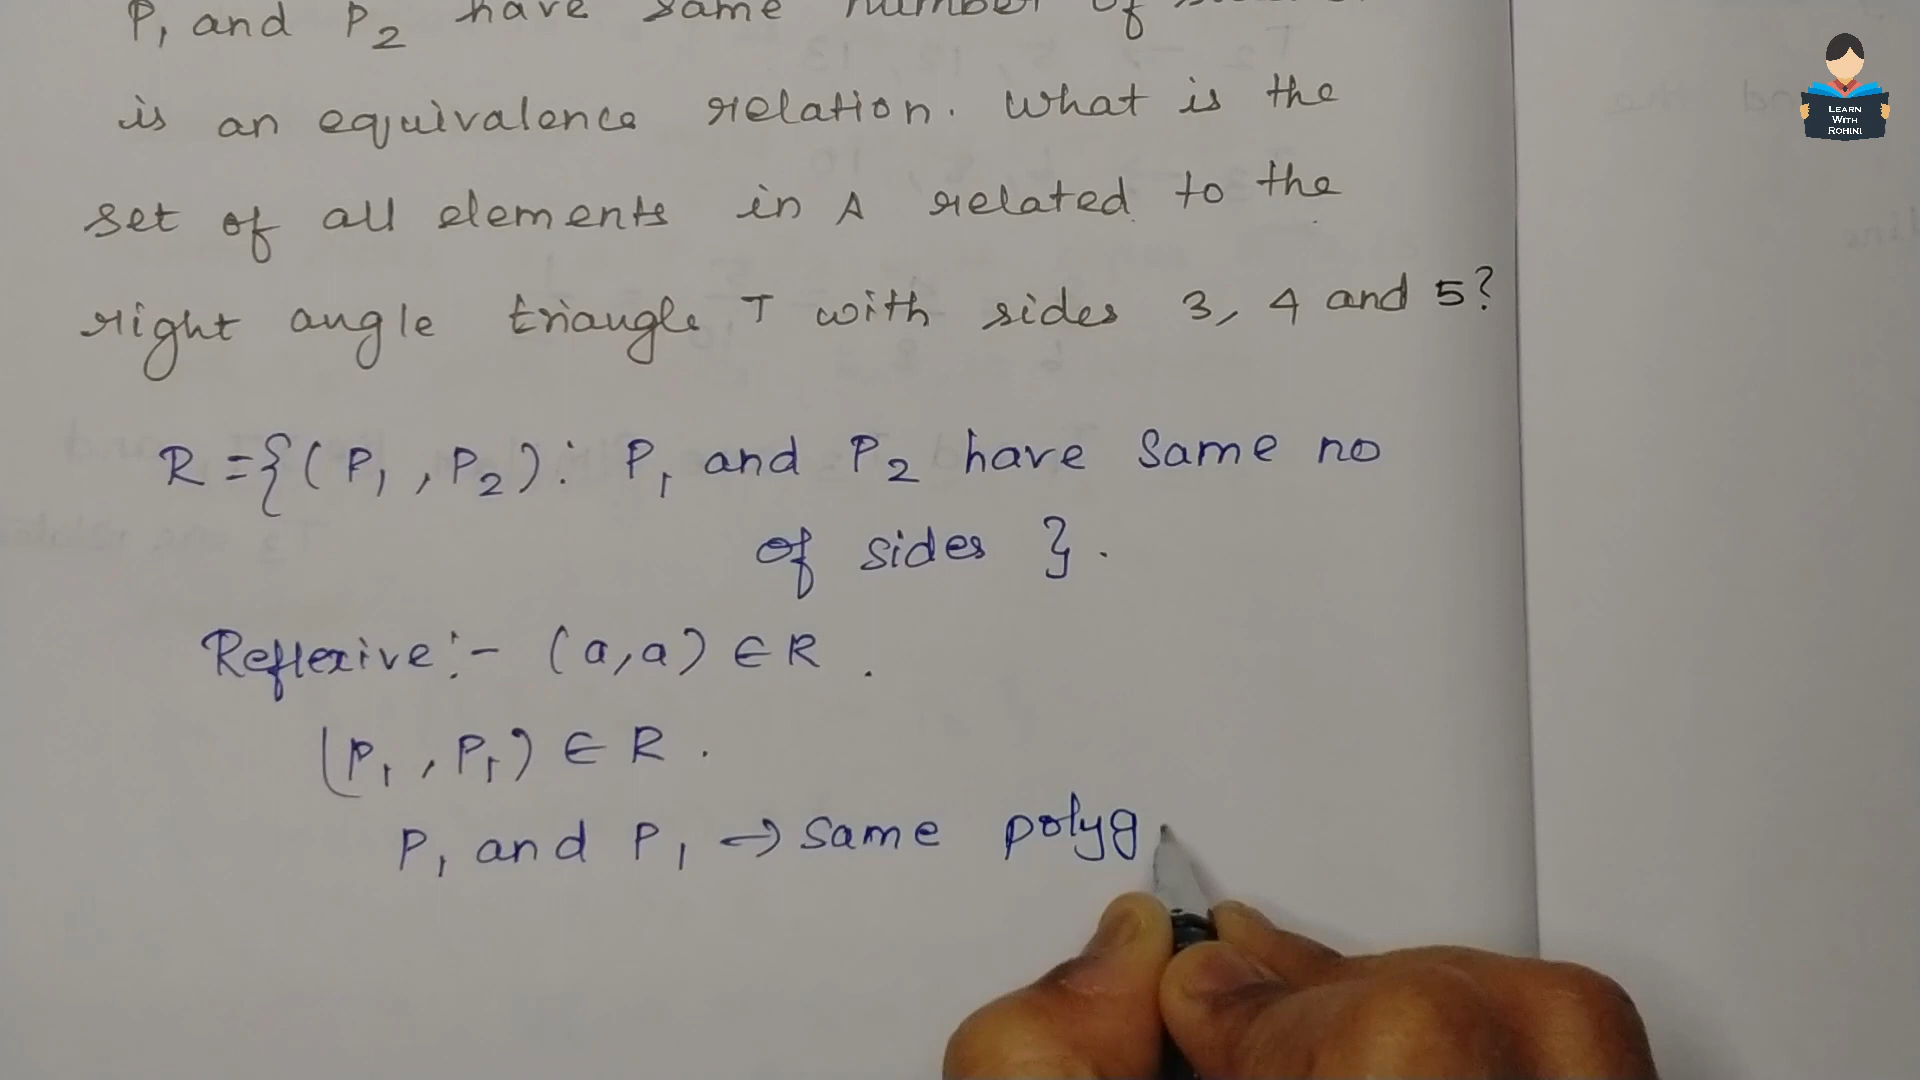 P1 and P2 have same number of
is an equivalence relation. What is the
set of all elements in A related to the
right angle triangle T with sides 3, 4 and 5?
R = {(P1, P2): P1 and P2 have same no
of sides }.
Reflexive:- (a,a) ∈ R.
(P1, P1) ∈ R.
P1 and P1 → same polyg
LEARN
WITH
ROHINI